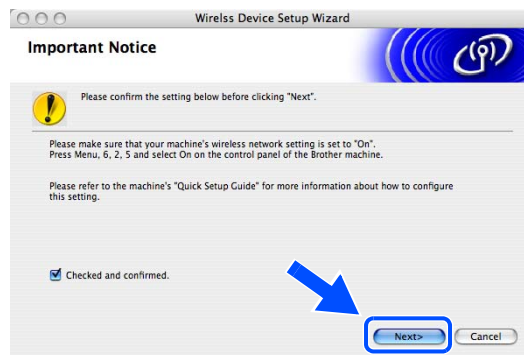 Wirelss Device Setup Wizard
Important Notice
Please confirm the setting below before clicking "Next".
Please make sure that your machine's wireless network setting is set to "On".
Press Menu, 6, 2, 5 and select On on the control panel of the Brother machine.
Please refer to the machine's "Quick Setup Guide" for more information about how to configure
this setting.
Checked and confirmed.
Next>
Cancel